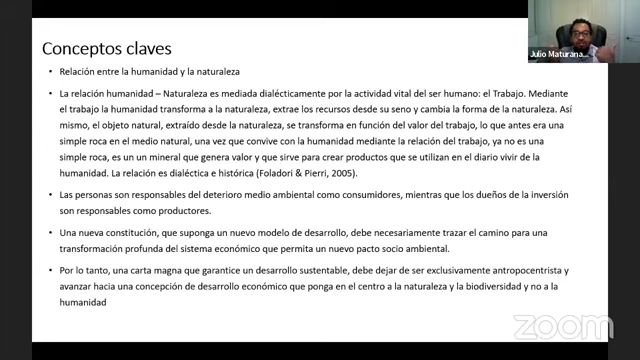 Conceptos claves
Julio Maturana...
• Relación entre la humanidad y la naturaleza
• La relación humanidad – Naturaleza es mediada dialécticamente por la actividad vital del ser humano: el Trabajo. Mediante
el trabajo la humanidad transforma a la naturaleza, extrae los recursos desde su seno y cambia la forma de la naturaleza. Así
mismo, el objeto natural, extraído desde la naturaleza, se transforma en función del valor del trabajo, lo que antes era una
simple roca en el medio natural, una vez que convive con la humanidad mediante la relación del trabajo, ya no es una
simple roca, es un un mineral que genera valor y que sirve para crear productos que se utilizan en el diario vivir de la
humanidad. La relación es dialéctica e histórica (Foladori & Pierri, 2005).
• Las personas son responsables del deterioro medio ambiental como consumidores, mientras que los dueños de la inversión
son responsables como productores.
• Una nueva constitución, que suponga un nuevo modelo de desarrollo, debe necesariamente trazar el camino para una
transformación profunda del sistema económico que permita un nuevo pacto socio ambiental.
• Por lo tanto, una carta magna que garantice un desarrollo sustentable, debe dejar de ser exclusivamente antropocentrista y
avanzar hacia una concepción de desarrollo económico que ponga en el centro a la naturaleza y la biodiversidad y no a la
humanidad
zoom